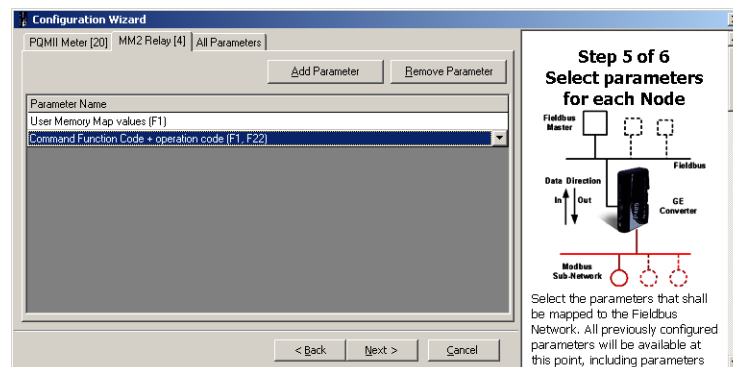 Configuration Wizard
PQMII Meter [20] MM2 Relay [4] All Parameters
Add Parameter Remove Parameter
Parameter Name
User Memory Map values (F1)
Command Function Code + operation code (F1, F22)
< Back Next > Cancel
Step 5 of 6
Select parameters
for each Node
Fieldbus
Master
Fieldbus
Data Direction
In Out
GE
Converter
Modbus
Sub-Network
Select the parameters that shall
be mapped to the Fieldbus
Network. All previously configured
parameters will be available at
this point, including parameters